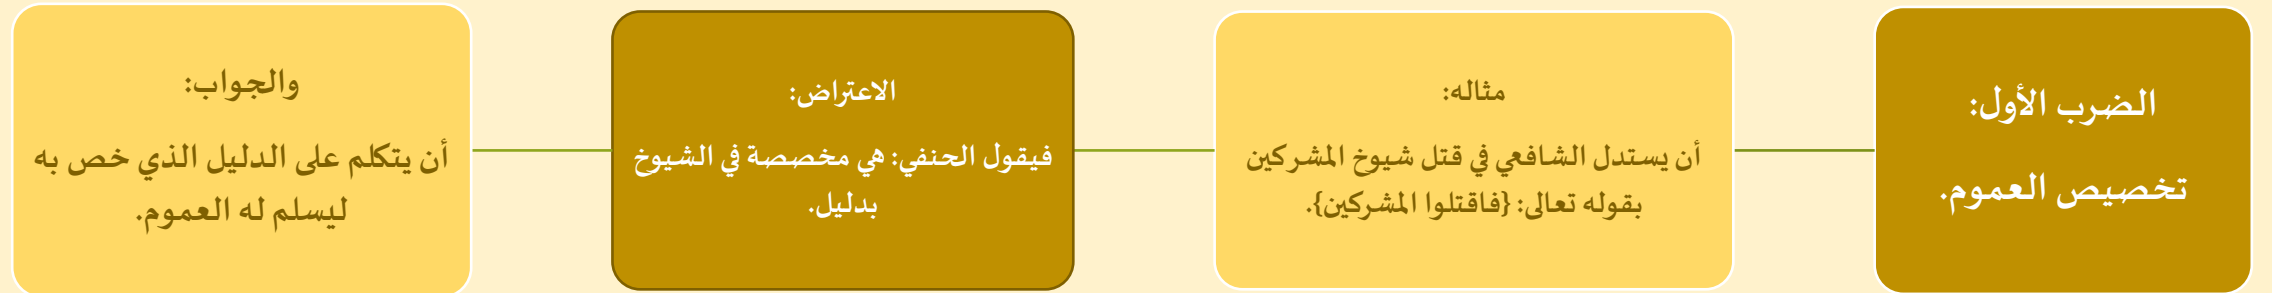 الضرب الأول:
تخصيص العموم.
مثاله:
أن يستدل الشافعي في قتل شيوخ المشركين
بقوله تعالى: {فاقتلوا المشركين}.
الاعتراض:
فيقول الحنفي: هي مخصصة في الشيوخ
بدليل.
والجواب:
أن يتكلم على الدليل الذي خص به
ليسلم له العموم.